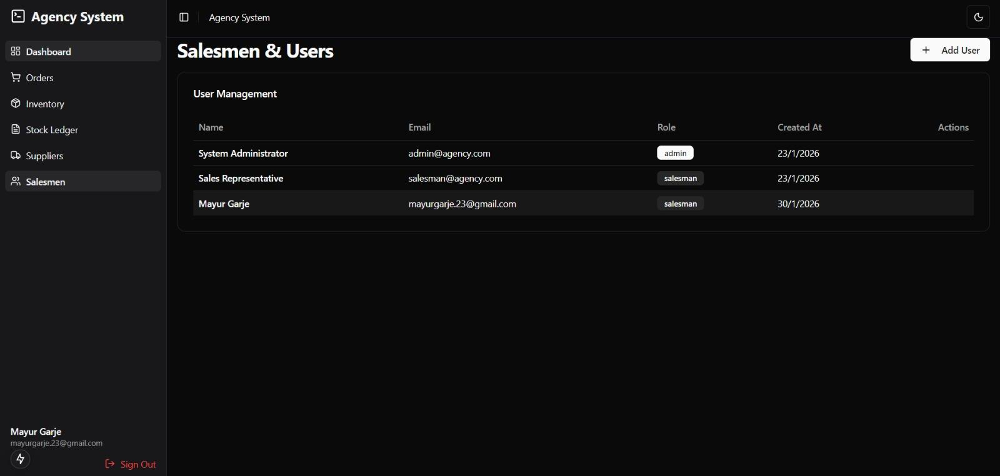 Agency System
Dashboard
Orders
Inventory
Stock Ledger
Suppliers
Salesmen
Mayur Garje
mayurgarje.23@gmail.com
Sign Out
Agency System
Salesmen & Users
+ Add User
User Management
Name Email Role Created At Actions
System Administrator admin@agency.com admin 23/1/2026
Sales Representative salesman@agency.com salesman 23/1/2026
Mayur Garje mayurgarje.23@gmail.com salesman 30/1/2026